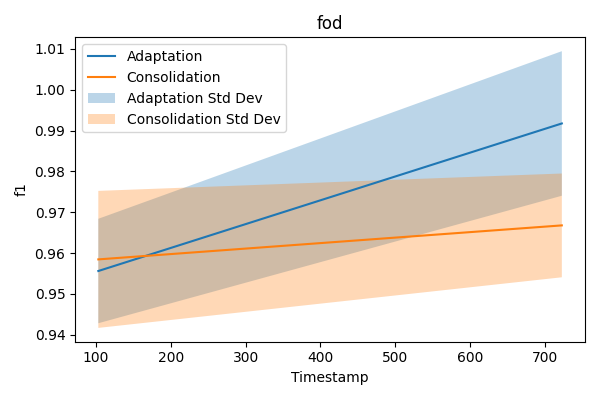 fod
1.01
1.00
0.99
0.98
0.97
0.96
0.95
0.94
f1
Adaptation
Consolidation
Adaptation Std Dev
Consolidation Std Dev
100 200 300 400 500 600 700
Timestamp